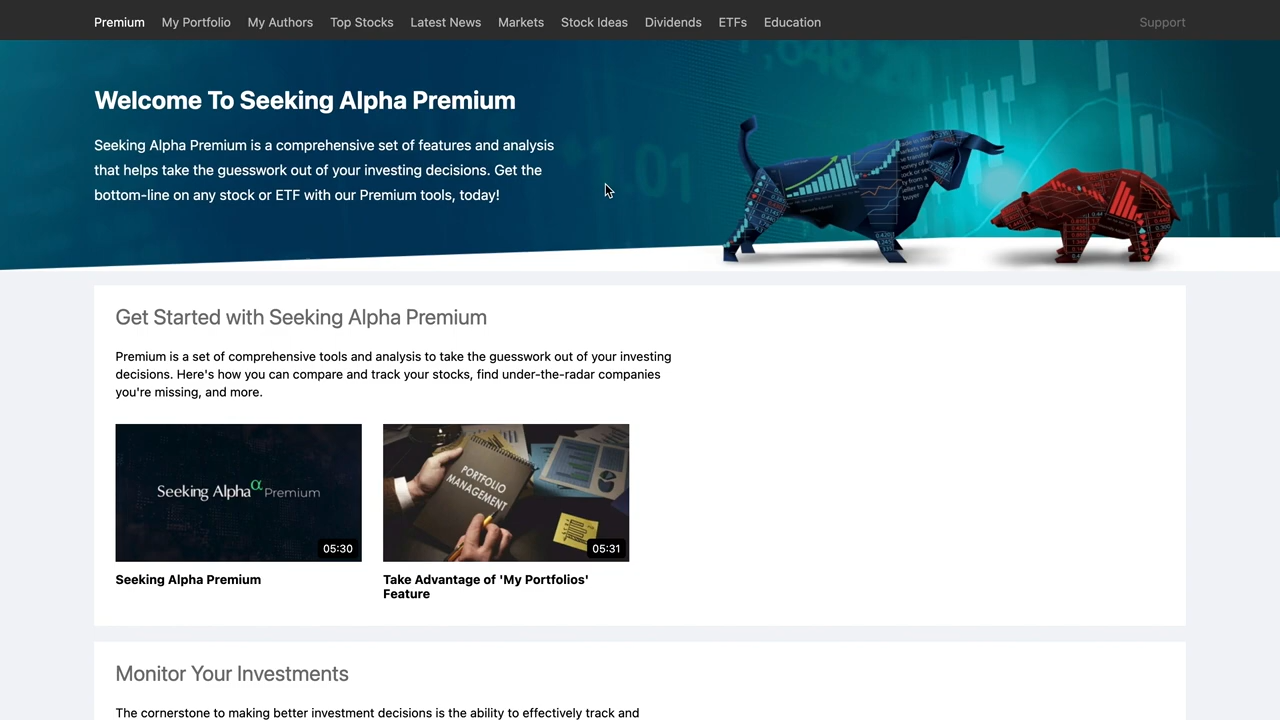 Premium My Portfolio My Authors Top Stocks Latest News Markets Stock Ideas Dividends ETFs Education Support
Welcome To Seeking Alpha Premium
Seeking Alpha Premium is a comprehensive set of features and analysis
that helps take the guesswork out of your investing decisions. Get the
bottom-line on any stock or ETF with our Premium tools, today!
Get Started with Seeking Alpha Premium
Premium is a set of comprehensive tools and analysis to take the guesswork out of your investing
decisions. Here's how you can compare and track your stocks, find under-the-radar companies
you're missing, and more.
Seeking Alpha α Premium
05:30
PORTFOLIO
MANAGEMENT
05:31
Seeking Alpha Premium
Take Advantage of 'My Portfolios'
Feature
Monitor Your Investments
The cornerstone to making better investment decisions is the ability to effectively track and